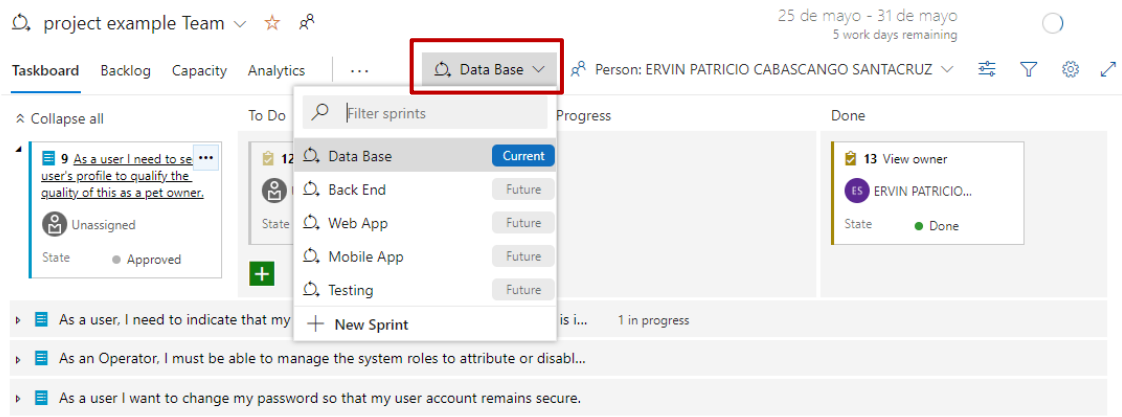 project example Team
25 de mayo - 31 de mayo
5 work days remaining
Taskboard Backlog Capacity Analytics ... Data Base Person: ERVIN PATRICIO CABASCANGO SANTACRUZ
Filter sprints
Data Base Current
Back End Future
Web App Future
Mobile App Future
Testing Future
New Sprint
Collapse all To Do Progress Done
9 As a user I need to se ...
user's profile to qualify the
quality of this as a pet owner.
Unassigned
State Approved
12
State
13 View owner
ES ERVIN PATRICIO...
State Done
As a user, I need to indicate that my is i... 1 in progress
As an Operator, I must be able to manage the system roles to attribute or disabl...
As a user I want to change my password so that my user account remains secure.